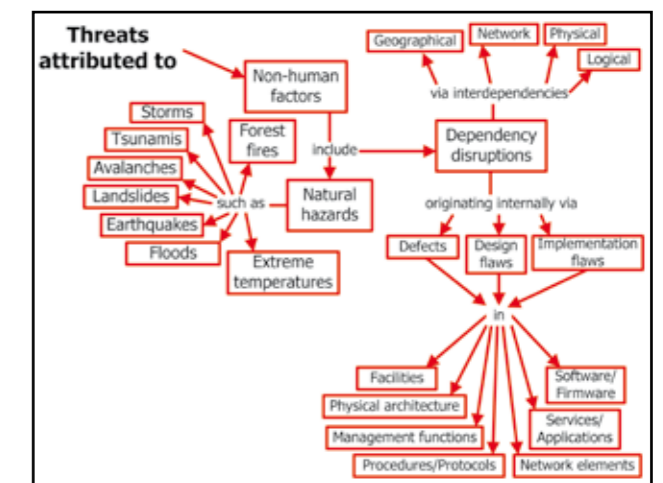 Threats
attributed to
Non-human
factors
Geographical
Network
Physical
Logical
via interdependencies
Storms
Tsunamis
Avalanches
Landslides
Earthquakes
Floods
Forest
fires
such as
Extreme
temperatures
include
Natural
hazards
Dependency
disruptions
originating internally via
Defects
Design
flaws
Implementation
flaws
in
Facilities
Physical architecture
Management functions
Procedures/Protocols
Software/
Firmware
Services/
Applications
Network elements